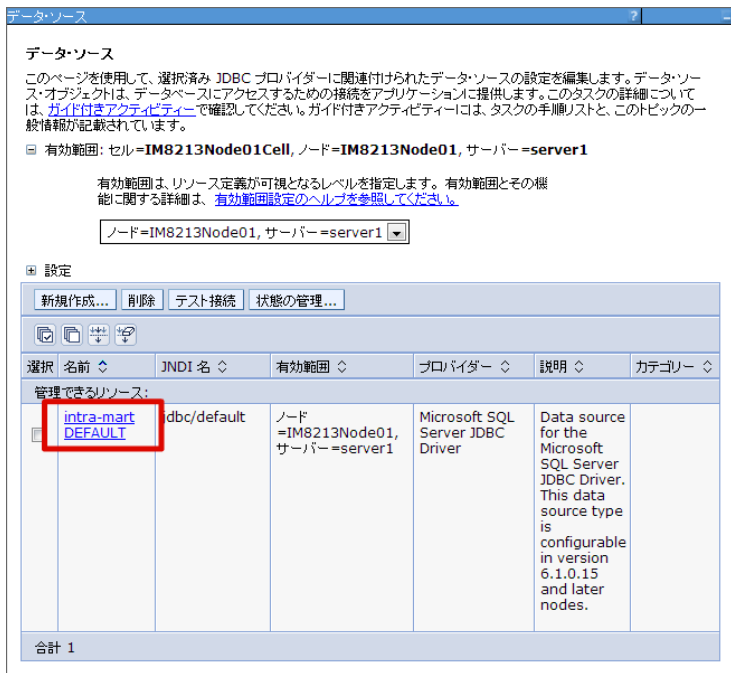 データ・ソース ? -
データ・ソース
このページを使用して、選択済み JDBC プロバイダーに関連付けられたデータ・ソースの設定を編集します。データ・ソー
ス・オブジェクトは、データベースにアクセスするための接続をアプリケーションに提供します。このタスクの詳細について
は、ガイド付きアクティビティーで確認してください。ガイド付きアクティビティーには、タスクの手順リストと、このトピックの一
般情報が記載されています。
有効範囲: セル=IM8213Node01Cell, ノード=IM8213Node01, サーバー=server1
有効範囲は、リソース定義が可視となるレベルを指定します。有効範囲とその機
能に関する詳細は、有効範囲設定のヘルプを参照してください。
ノード=IM8213Node01, サーバー=server1
設定
新規作成... 削除 テスト接続 状態の管理...
選択 名前 JNDI 名 有効範囲 プロバイダー 説明 カテゴリー
管理できるリソース:
intra-mart jdbc/default ノード Microsoft SQL Data source
DEFAULT =IM8213Node01, Server JDBC for the
サーバー=server1 Driver Microsoft
SQL Server
JDBC Driver.
This data
source type
is
configurable
in version
6.1.0.15
and later
nodes.
合計 1